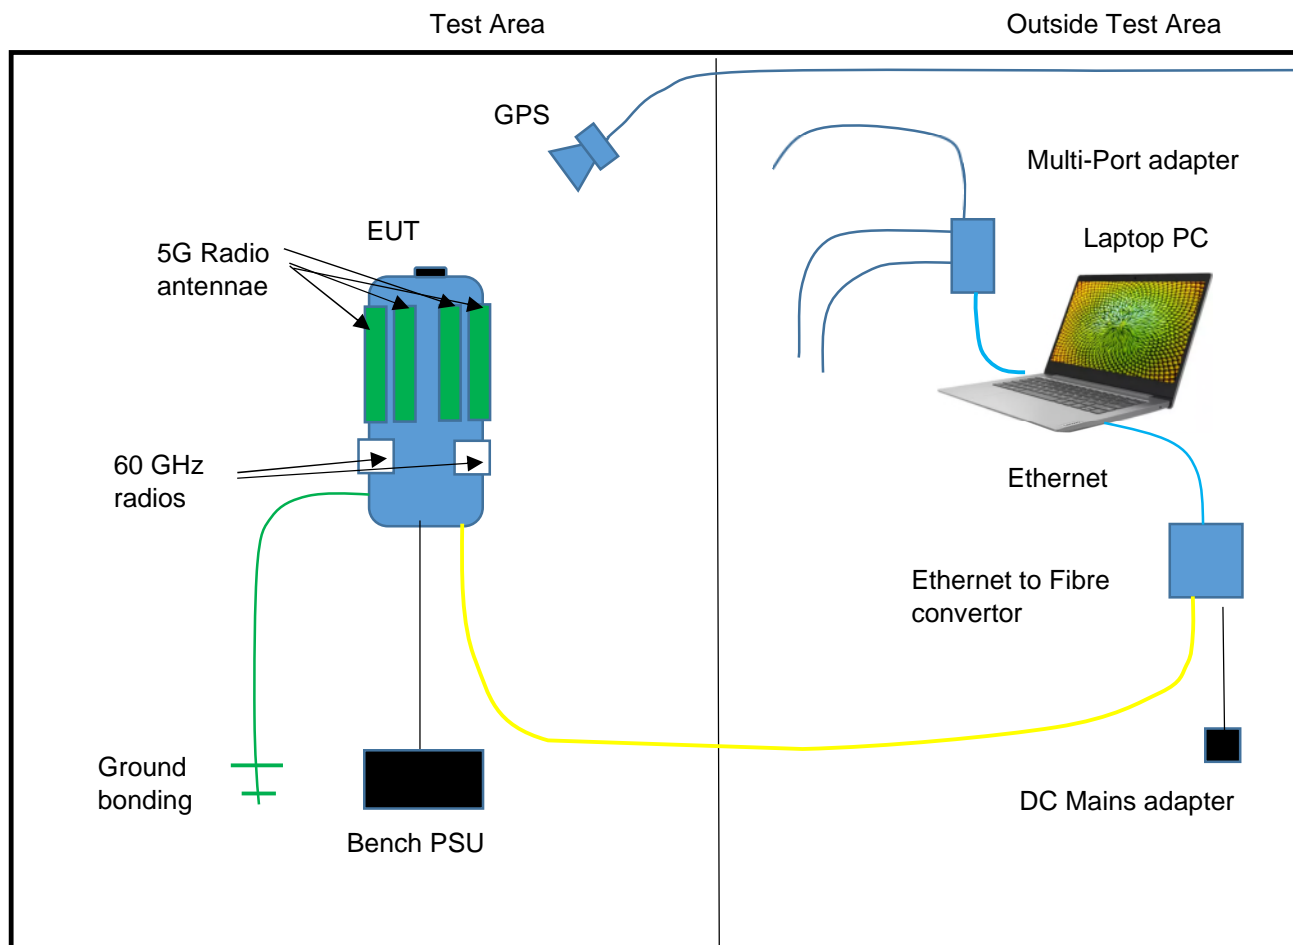 Test Area
Outside Test Area
GPS
Multi-Port adapter
EUT
Laptop PC
5G Radio
antennae
60 GHz
radios
Ethernet
Ethernet to Fibre
convertor
Ground
bonding
DC Mains adapter
Bench PSU